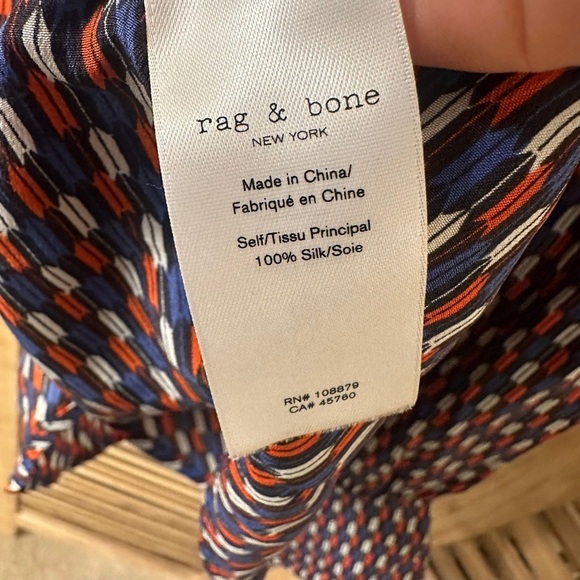 rag & bone
NEW YORK
Made in China/
Fabriqué en Chine
Self/Tissu Principal
100% Silk/Soie
RN# 108879
CA# 45760